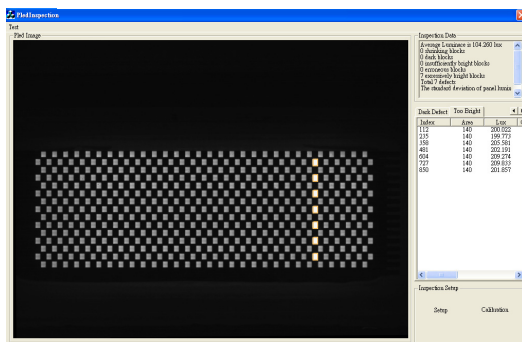 PledInspection
Test
Pled Image
Inspection Data
Average Luminance is 104.260 lux
0 shrinking blocks
0 dark blocks
0 insufficiently bright blocks
0 erroneous blocks
7 excessively bright blocks
Total 7 defects
The standard deviation of panel lumin
Dark Defect Too Bright
Index Area Lux
112 140 200.022
235 140 199.773
358 140 205.581
481 140 202.191
604 140 209.274
727 140 209.833
850 140 201.857
Inspection Setup
Setup Calibration